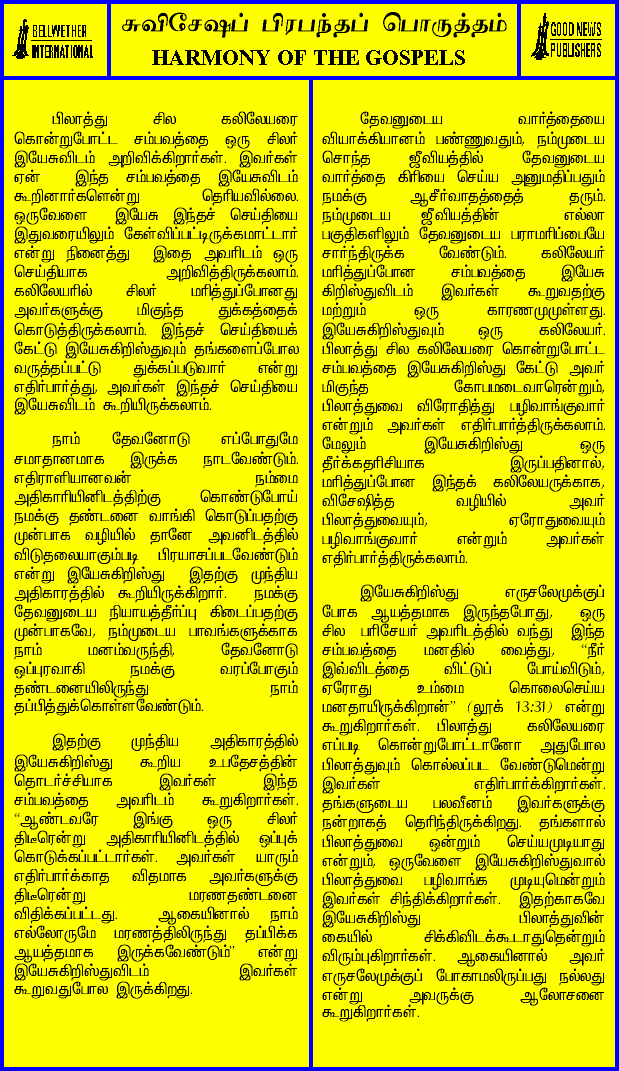 BELLWETHER
INTERNATIONAL
சுவிசேஷப் பிரபந்தப் பொருத்தம்
HARMONY OF THE GOSPELS
GOOD NEWS
PUBLISHERS
பிலாத்து சில கலிலேயரை
கொன்றுபோட்ட சம்பவத்தை ஒரு சிலர்
இயேசுவிடம் அறிவிக்கிறார்கள். இவர்கள்
ஏன் இந்த சம்பவத்தை இயேசுவிடம்
கூறினார்களென்று தெரியவில்லை.
ஒருவேளை இயேசு இந்தச் செய்தியை
இதுவரையிலும் கேள்விப்பட்டிருக்கமாட்டார்
என்று நினைத்து இதை அவரிடம் ஒரு
செய்தியாக அறிவித்திருக்கலாம்.
கலிலேயரில் சிலர் மரித்துப்போனது
அவர்களுக்கு மிகுந்த துக்கத்தைக்
கொடுத்திருக்கலாம். இந்தச் செய்தியைக்
கேட்டு இயேசுகிறிஸ்துவும் தங்களைப்போல
வருத்தப்பட்டு துக்கப்படுவார் என்று
எதிர்பார்த்து, அவர்கள் இந்தச் செய்தியை
இயேசுவிடம் கூறியிருக்கலாம்.
நாம் தேவனோடு எப்போதுமே
சமாதானமாக இருக்க நாடவேண்டும்.
எதிராளியானவன் நம்மை
அதிகாரியினிடத்திற்கு கொண்டுபோய்
நமக்கு தண்டனை வாங்கி கொடுப்பதற்கு
முன்பாக வழியில் தானே அவனிடத்தில்
விடுதலையாகும்படி பிரயாசப்படவேண்டும்
என்று இயேசுகிறிஸ்து இதற்கு முந்திய
அதிகாரத்தில் கூறியிருக்கிறார். நமக்கு
தேவனுடைய நியாயத்தீர்ப்பு கிடைப்பதற்கு
முன்பாகவே, நம்முடைய பாவங்களுக்காக
நாம் மனம்வருந்தி, தேவனோடு
ஒப்புரவாகி நமக்கு வரப்போகும்
தண்டனையிலிருந்து நாம்
தப்பித்துக்கொள்ளவேண்டும்.
இதற்கு முந்திய அதிகாரத்தில்
இயேசுகிறிஸ்து கூறிய உபதேசத்தின்
தொடர்ச்சியாக இவர்கள் இந்த
சம்பவத்தை அவரிடம் கூறுகிறார்கள்.
“ஆண்டவரே இங்கு ஒரு சிலர்
திடீரென்று அதிகாரியினிடத்தில் ஒப்புக்
கொடுக்கப்பட்டார்கள். அவர்கள் யாரும்
எதிர்பார்க்காத விதமாக அவர்களுக்கு
திடீரென்று மரணதண்டனை
விதிக்கப்பட்டது. ஆகையினால் நாம்
எல்லோருமே மரணத்திலிருந்து தப்பிக்க
ஆயத்தமாக இருக்கவேண்டும்” என்று
இயேசுகிறிஸ்துவிடம் இவர்கள்
கூறுவதுபோல இருக்கிறது.
தேவனுடைய வார்த்தையை
வியாக்கியானம் பண்ணுவதும், நம்முடைய
சொந்த ஜீவியத்தில் தேவனுடைய
வார்த்தை கிரியை செய்ய அனுமதிப்பதும்
நமக்கு ஆசீர்வாதத்தைத் தரும்.
நம்முடைய ஜீவியத்தின் எல்லா
பகுதிகளிலும் தேவனுடைய பராமரிப்பையே
சார்ந்திருக்க வேண்டும். கலிலேயர்
மரித்துப்போன சம்பவத்தை இயேசு
கிறிஸ்துவிடம் இவர்கள் கூறுவதற்கு
மற்றும் ஒரு காரணமுமுள்ளது.
இயேசுகிறிஸ்துவும் ஒரு கலிலேயர்.
பிலாத்து சில கலிலேயரை கொன்றுபோட்ட
சம்பவத்தை இயேசுகிறிஸ்து கேட்டு அவர்
மிகுந்த கோபமடைவாரென்றும்,
பிலாத்துவை விரோதித்து பழிவாங்குவார்
என்றும் அவர்கள் எதிர்பார்த்திருக்கலாம்.
மேலும் இயேசுகிறிஸ்து ஒரு
தீர்க்கதரிசியாக இருப்பதினால்,
மரித்துப்போன இந்தக் கலிலேயருக்காக,
விசேஷித்த வழியில் அவர்
பிலாத்துவையும், ஏரோதுவையும்
பழிவாங்குவார் என்றும் அவர்கள்
எதிர்பார்த்திருக்கலாம்.
இயேசுகிறிஸ்து எருசலேமுக்குப்
போக ஆயத்தமாக இருந்தபோது, ஒரு
சில பரிசேயர் அவரிடத்தில் வந்து இந்த
சம்பவத்தை மனதில் வைத்து, “நீர்
இவ்விடத்தை விட்டுப் போய்விடும்,
ஏரோது உம்மை கொலைசெய்ய
மனதாயிருக்கிறான்” (லூக் 13:31) என்று
கூறுகிறார்கள். பிலாத்து கலிலேயரை
எப்படி கொன்றுபோட்டானோ அதுபோல
பிலாத்துவும் கொல்லப்பட வேண்டுமென்று
இவர்கள் எதிர்பார்க்கிறார்கள்.
தங்களுடைய பலவீனம் இவர்களுக்கு
நன்றாகத் தெரிந்திருக்கிறது. தங்களால்
பிலாத்துவை ஒன்றும் செய்யமுடியாது
என்றும், ஒருவேளை இயேசுகிறிஸ்துவால்
பிலாத்துவை பழிவாங்க முடியுமென்றும்
இவர்கள் சிந்திக்கிறார்கள். இதற்காகவே
இயேசுகிறிஸ்து பிலாத்துவின்
கையில் சிக்கிவிடக்கூடாதுதென்றும்
விரும்புகிறார்கள். ஆகையினால் அவர்
எருசலேமுக்குப் போகாமலிருப்பது நல்லது
என்று அவருக்கு ஆலோசனை
கூறுகிறார்கள்.